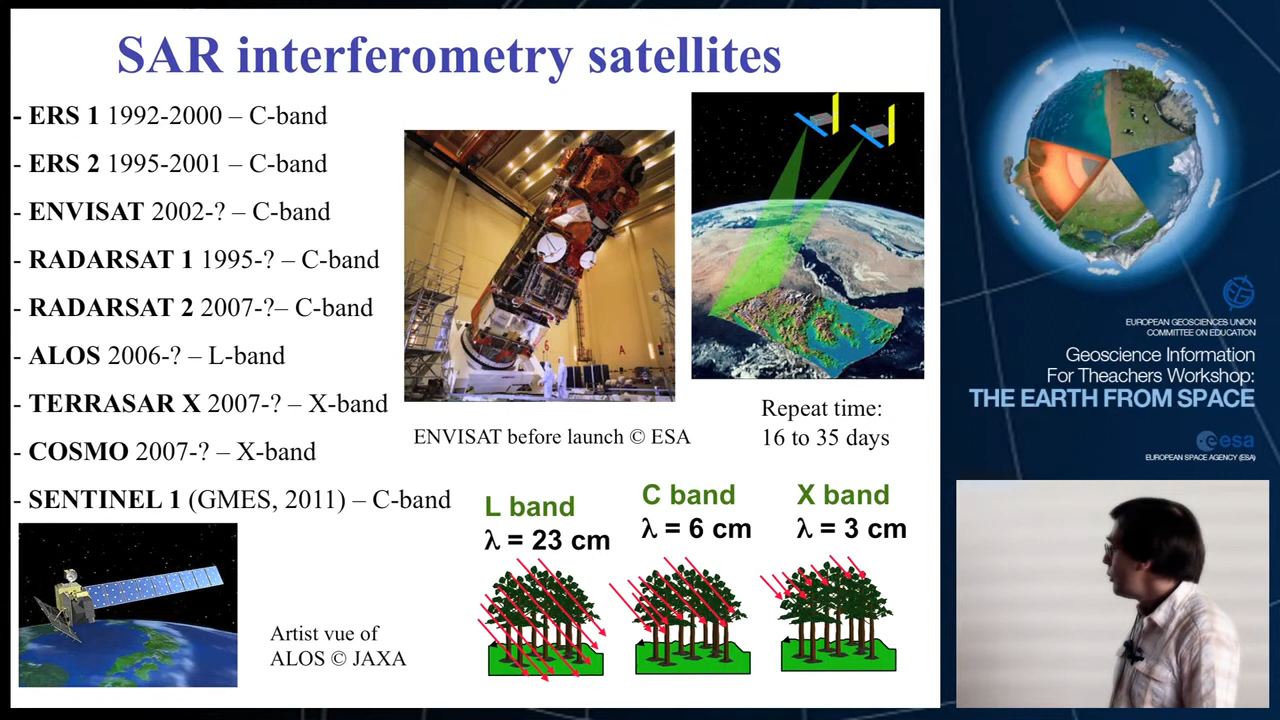 SAR interferometry satellites
- ERS 1 1992-2000 – C-band
- ERS 2 1995-2001 – C-band
- ENVISAT 2002-? – C-band
- RADARSAT 1 1995-? – C-band
- RADARSAT 2 2007-?– C-band
- ALOS 2006-? – L-band
- TERRASAR X 2007-? – X-band
- COSMO 2007-? – X-band
- SENTINEL 1 (GMES, 2011) – C-band
6
A
ENVISAT before launch © ESA
Repeat time:
16 to 35 days
L band
λ = 23 cm
C band
λ = 6 cm
X band
λ = 3 cm
Artist vue of
ALOS © JAXA
EUROPEAN GEOSCIENCES UNION
COMMITTEE ON EDUCATION
Geoscience Information
For Theachers Workshop:
THE EARTH FROM SPACE
esa
EUROPEAN SPACE AGENCY (ESA)